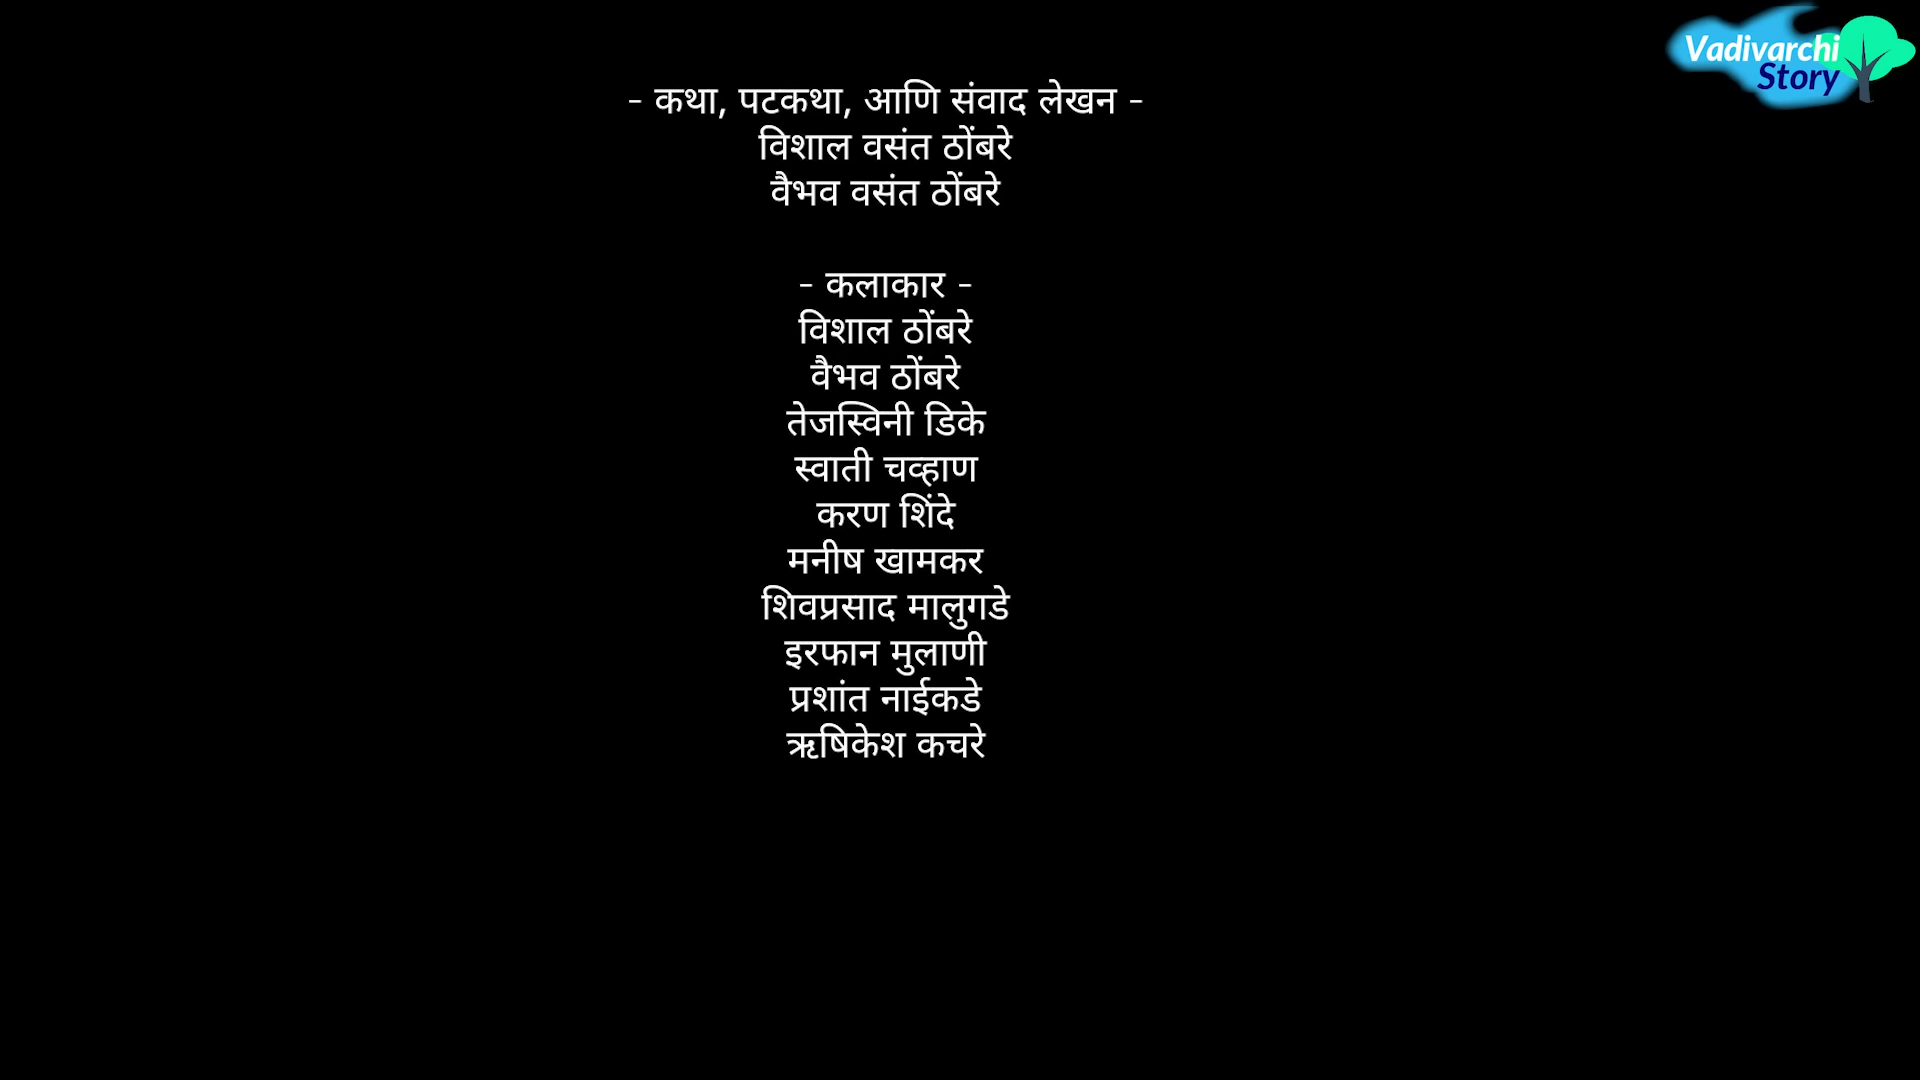 Vadivarchi
Story
- कथा, पटकथा, आणि संवाद लेखन -
विशाल वसंत ठोंबरे
वैभव वसंत ठोंबरे
- कलाकार -
विशाल ठोंबरे
वैभव ठोंबरे
तेजस्विनी डिके
स्वाती चव्हाण
करण शिंदे
मनीष खामकर
शिवप्रसाद मालुगडे
इरफान मुलाणी
प्रशांत नाईकडे
ऋषिकेश कचरे